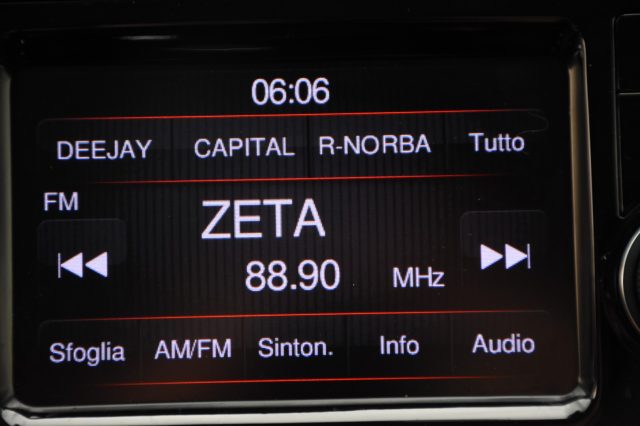 06:06
DEEJAY CAPITAL R-NORBA Tutto
FM
ZETA
88.90 MHz
Sfoglia AM/FM Sinton. Info Audio